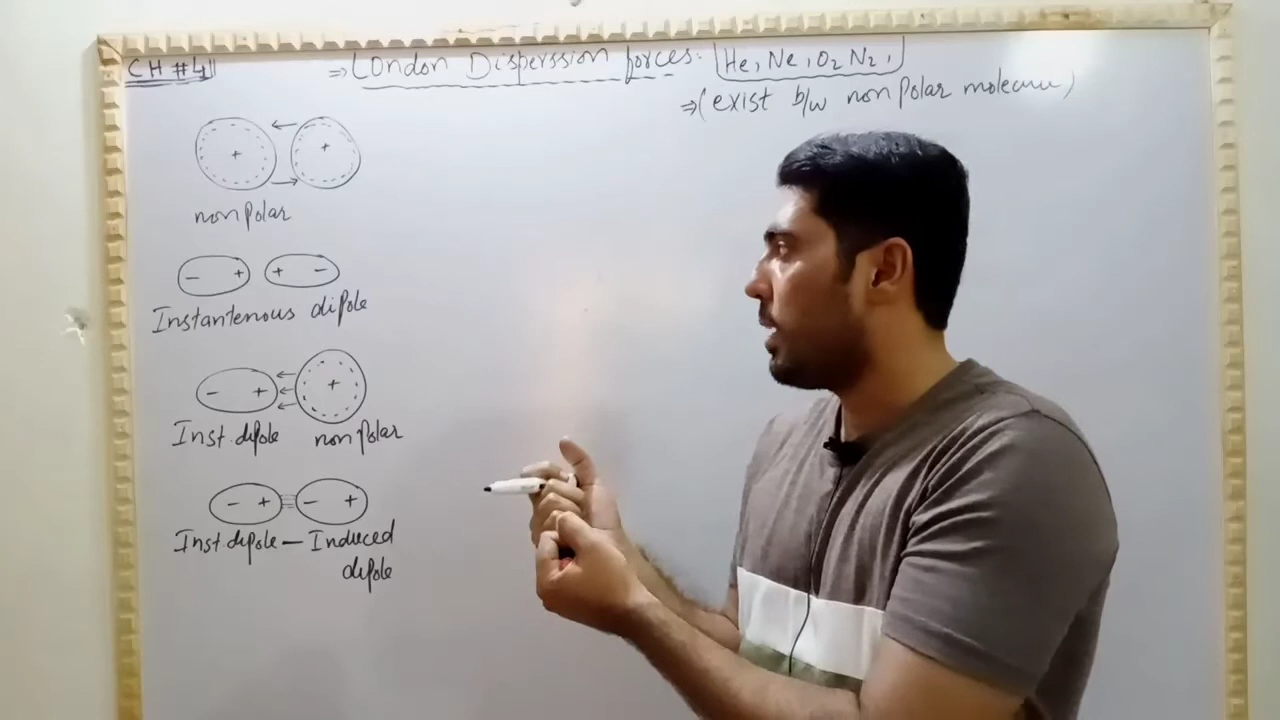 CH #4
⇒ London Disperssion forces. He, Ne, O₂ N₂,
⇒ (exist b/w non polar molecule)
+ +
non polar
− + + −
Instantenous dipole
− + +
Inst. dipole non polar
− + − +
Inst dipole – Induced
dipole